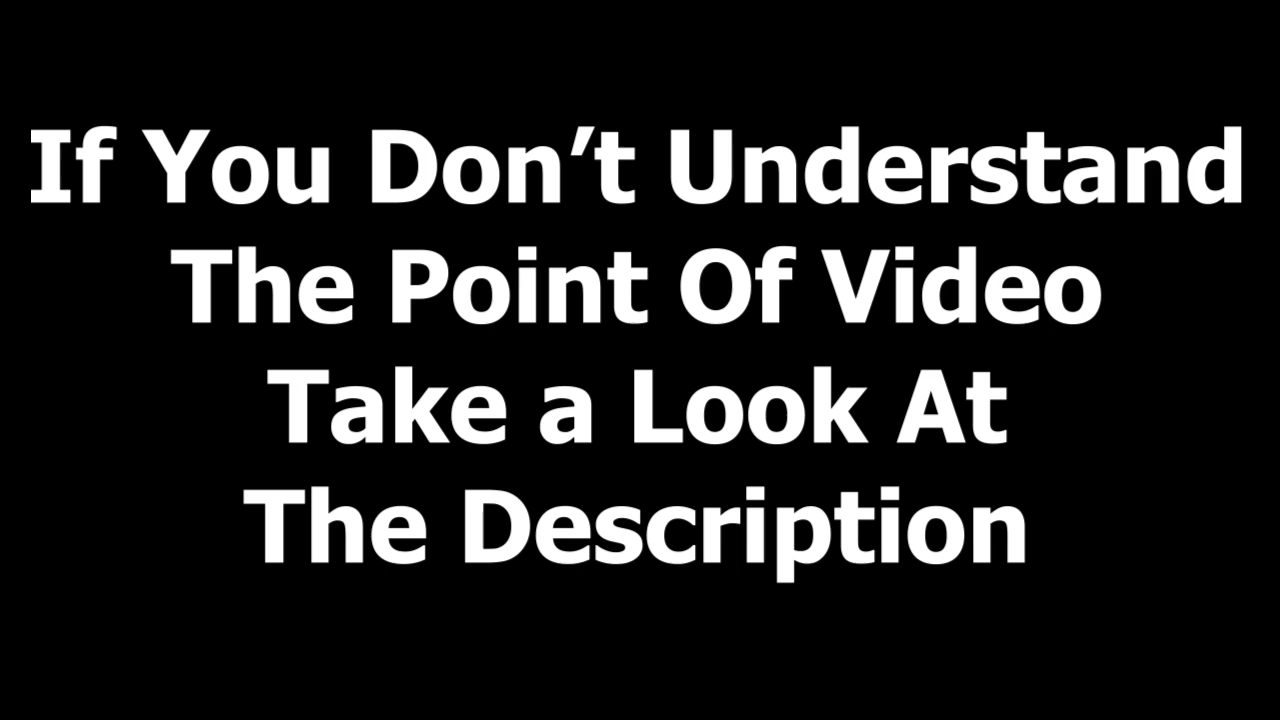 If You Don’t Understand
The Point Of Video
Take a Look At
The Description